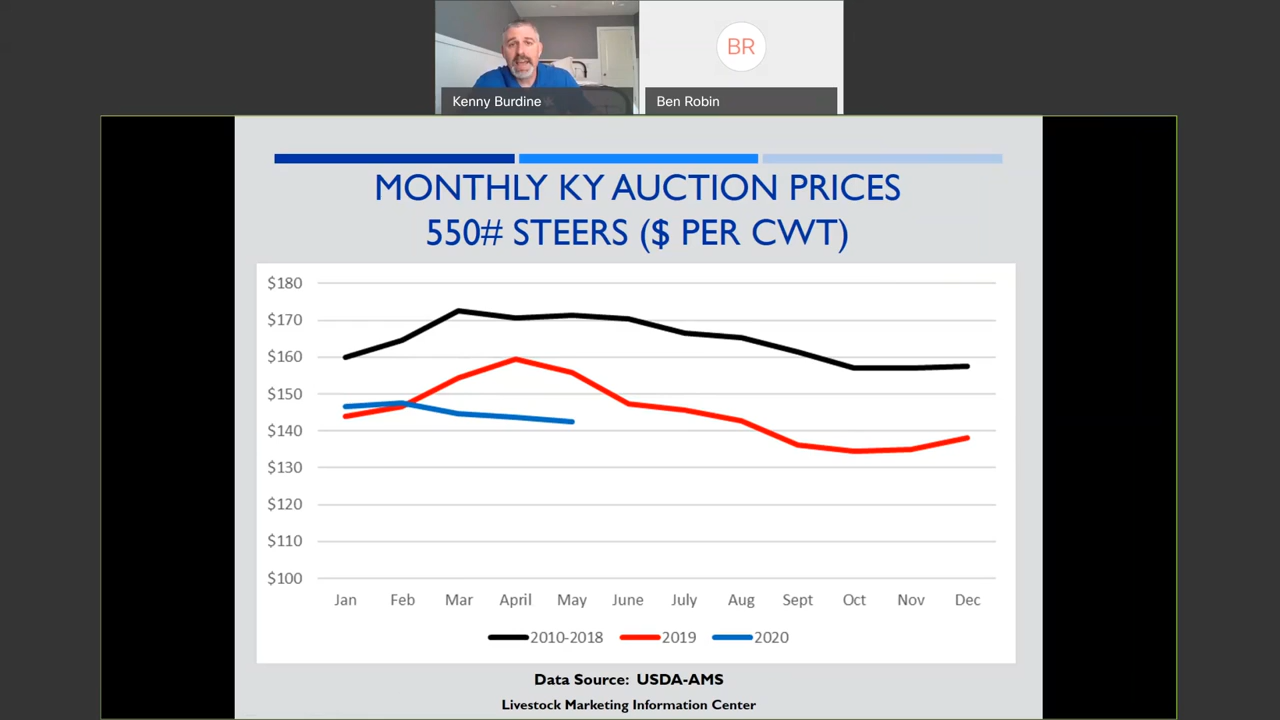 Kenny Burdine
BR
Ben Robin
MONTHLY KY AUCTION PRICES
550# STEERS ($ PER CWT)
$180
$170
$160
$150
$140
$130
$120
$110
$100
Jan Feb Mar April May June July Aug Sept Oct Nov Dec
2010-2018 2019 2020
Data Source: USDA-AMS
Livestock Marketing Information Center